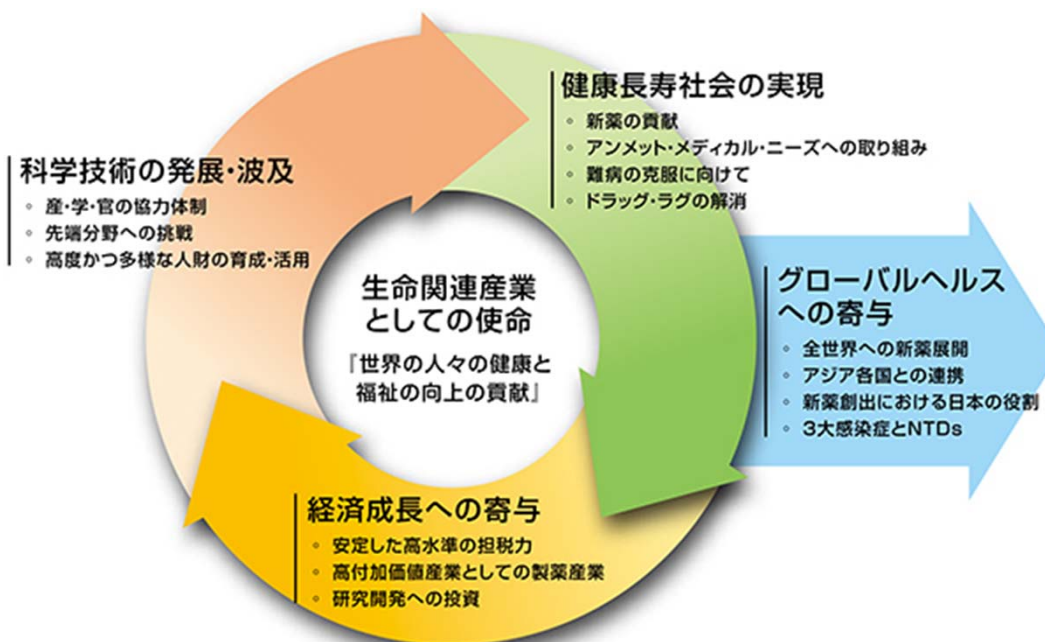 健康長寿社会の実現
◦ 新薬の貢献
◦ アンメット・メディカル・ニーズへの取り組み
◦ 難病の克服に向けて
◦ ドラッグ・ラグの解消
科学技術の発展・波及
◦ 産・学・官の協力体制
◦ 先端分野への挑戦
◦ 高度かつ多様な人財の育成・活用
生命関連産業
としての使命
『世界の人々の健康と
福祉の向上の貢献』
グローバルヘルス
への寄与
◦ 全世界への新薬展開
◦ アジア各国との連携
◦ 新薬創出における日本の役割
◦ 3大感染症とNTDs
経済成長への寄与
◦ 安定した高水準の担税力
◦ 高付加価値産業としての製薬産業
◦ 研究開発への投資